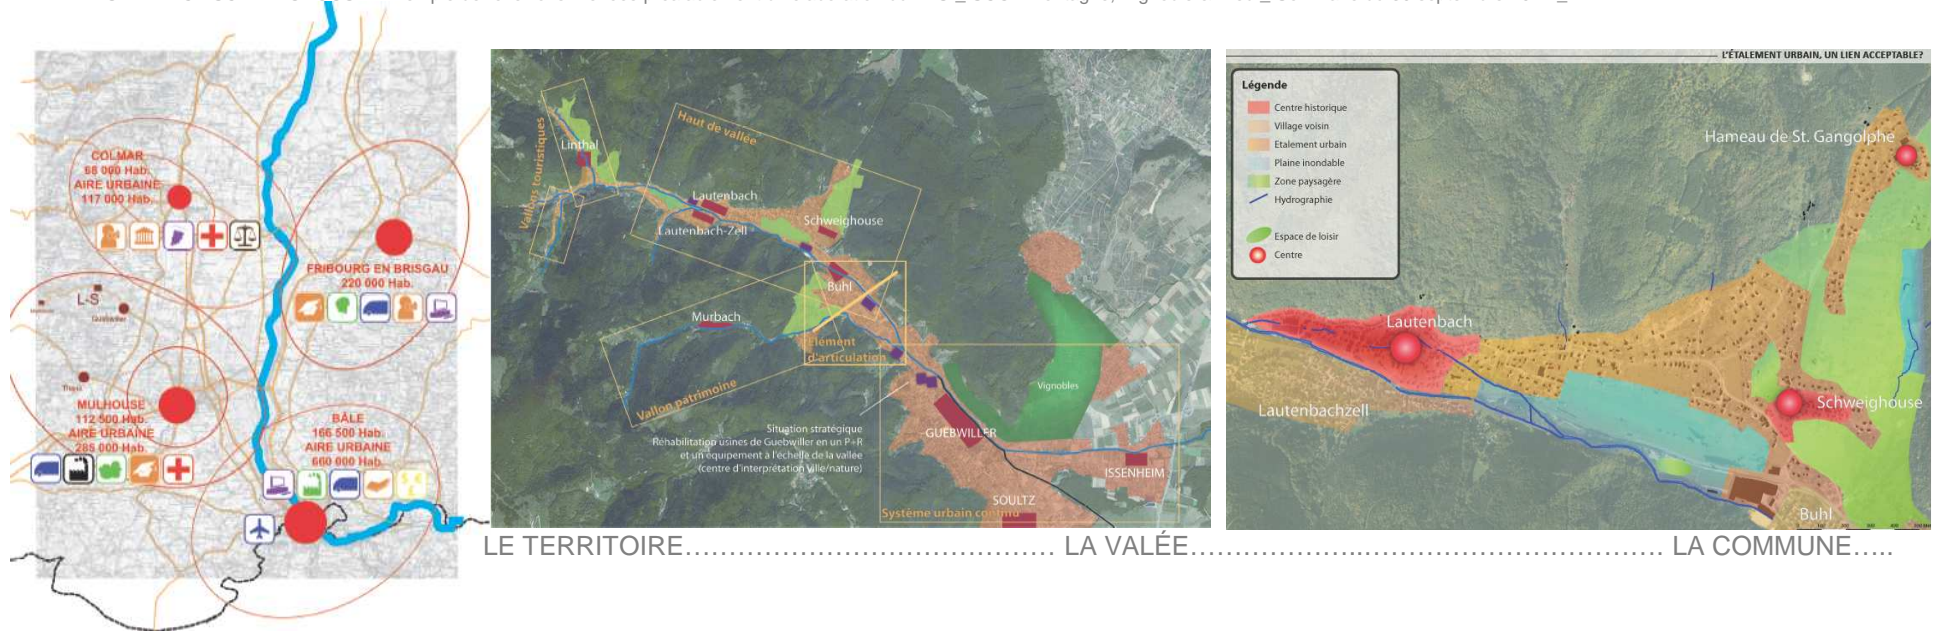 COLMAR
68 000 Hab.
AIRE URBAINE
117 000 Hab.
FRIBOURG EN BRISGAU
220 000 Hab.
L-S
Guebwiller
Thann
MULHOUSE
112 500 Hab.
AIRE URBAINE
285 000 Hab.
BÂLE
166 500 Hab.
AIRE URBAINE
660 000 Hab.
Vallons touristiques
Linthal
Haut de vallée
Lautenbach
Lautenbach-Zell
Schweighouse
Buhl
Murbach
Elément
d'articulation
Vallon patrimoine
Vignobles
Situation stratégique
Réhabilitation usines de Guebwiller en un P+R
et un équipement à l'échelle de la vallée
(centre d'interprétation Ville/nature)
GUEBWILLER
ISSENHEIM
SOULTZ
Système urbain continu
L'ÉTALEMENT URBAIN, UN LIEN ACCEPTABLE?
Légende
Centre historique
Village voisin
Etalement urbain
Plaine inondable
Zone paysagère
Hydrographie
Espace de loisir
Centre
Hameau de St. Gangolphe
Lautenbach
Lautenbachzell
Schweighouse
Buhl
LE TERRITOIRE…………………………………… LA VALÉE…………………………………………. LA COMMUNE…..